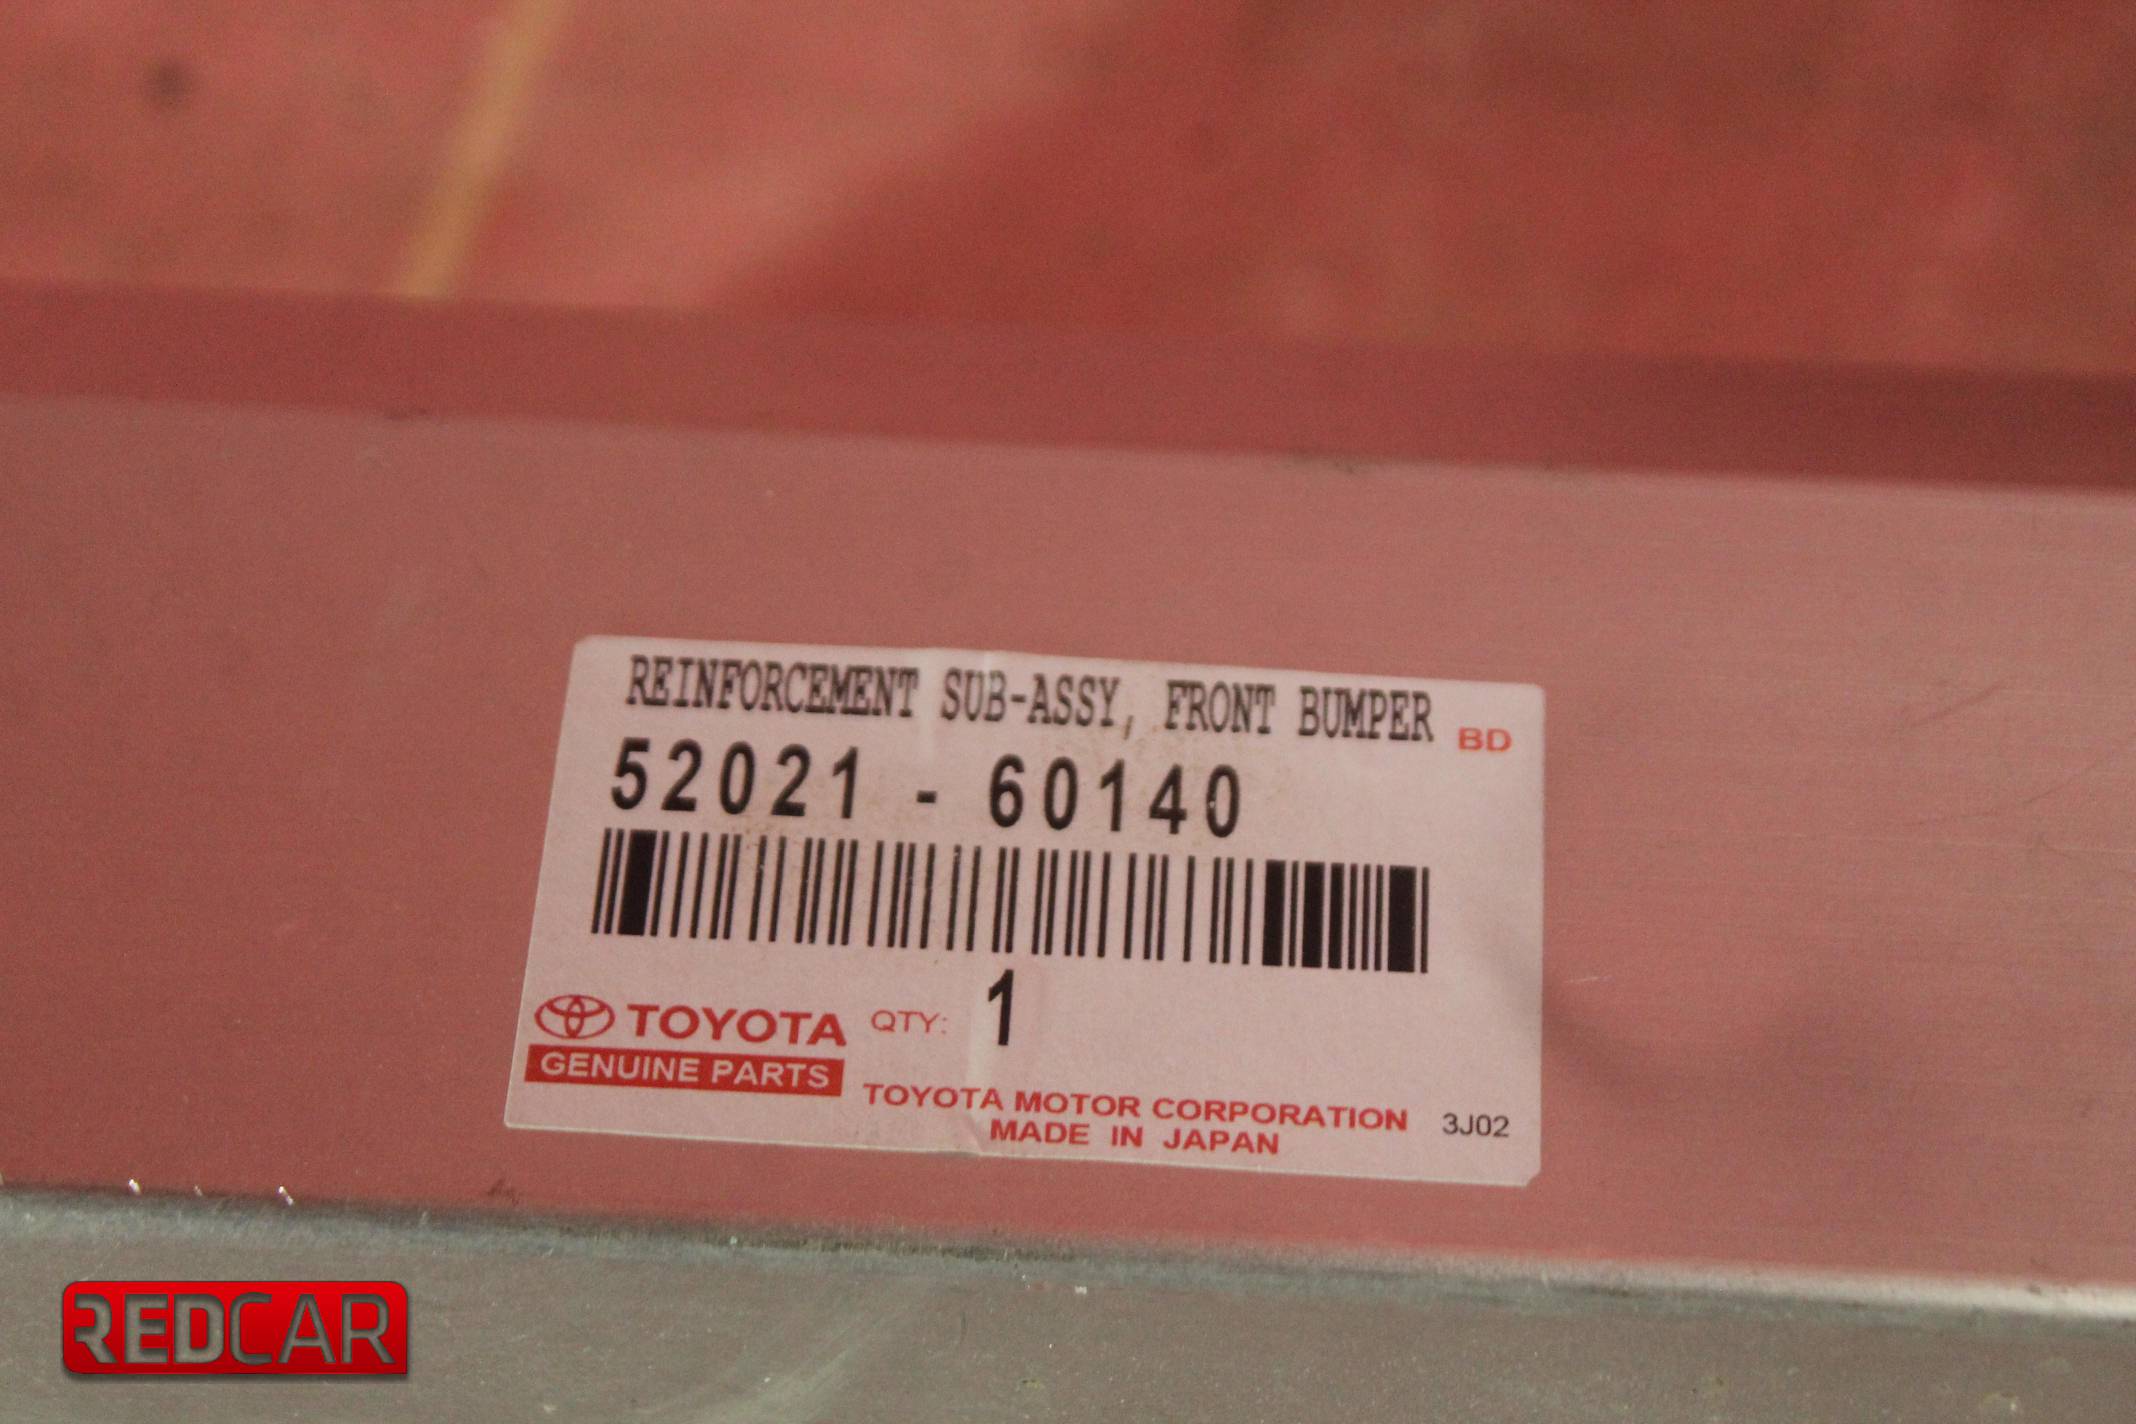 REINFORCEMENT SUB-ASSY, FRONT BUMPER BD
52021 - 60140
1
TOYOTA QTY:
GENUINE PARTS
TOYOTA MOTOR CORPORATION 3J02
MADE IN JAPAN
REDCAR